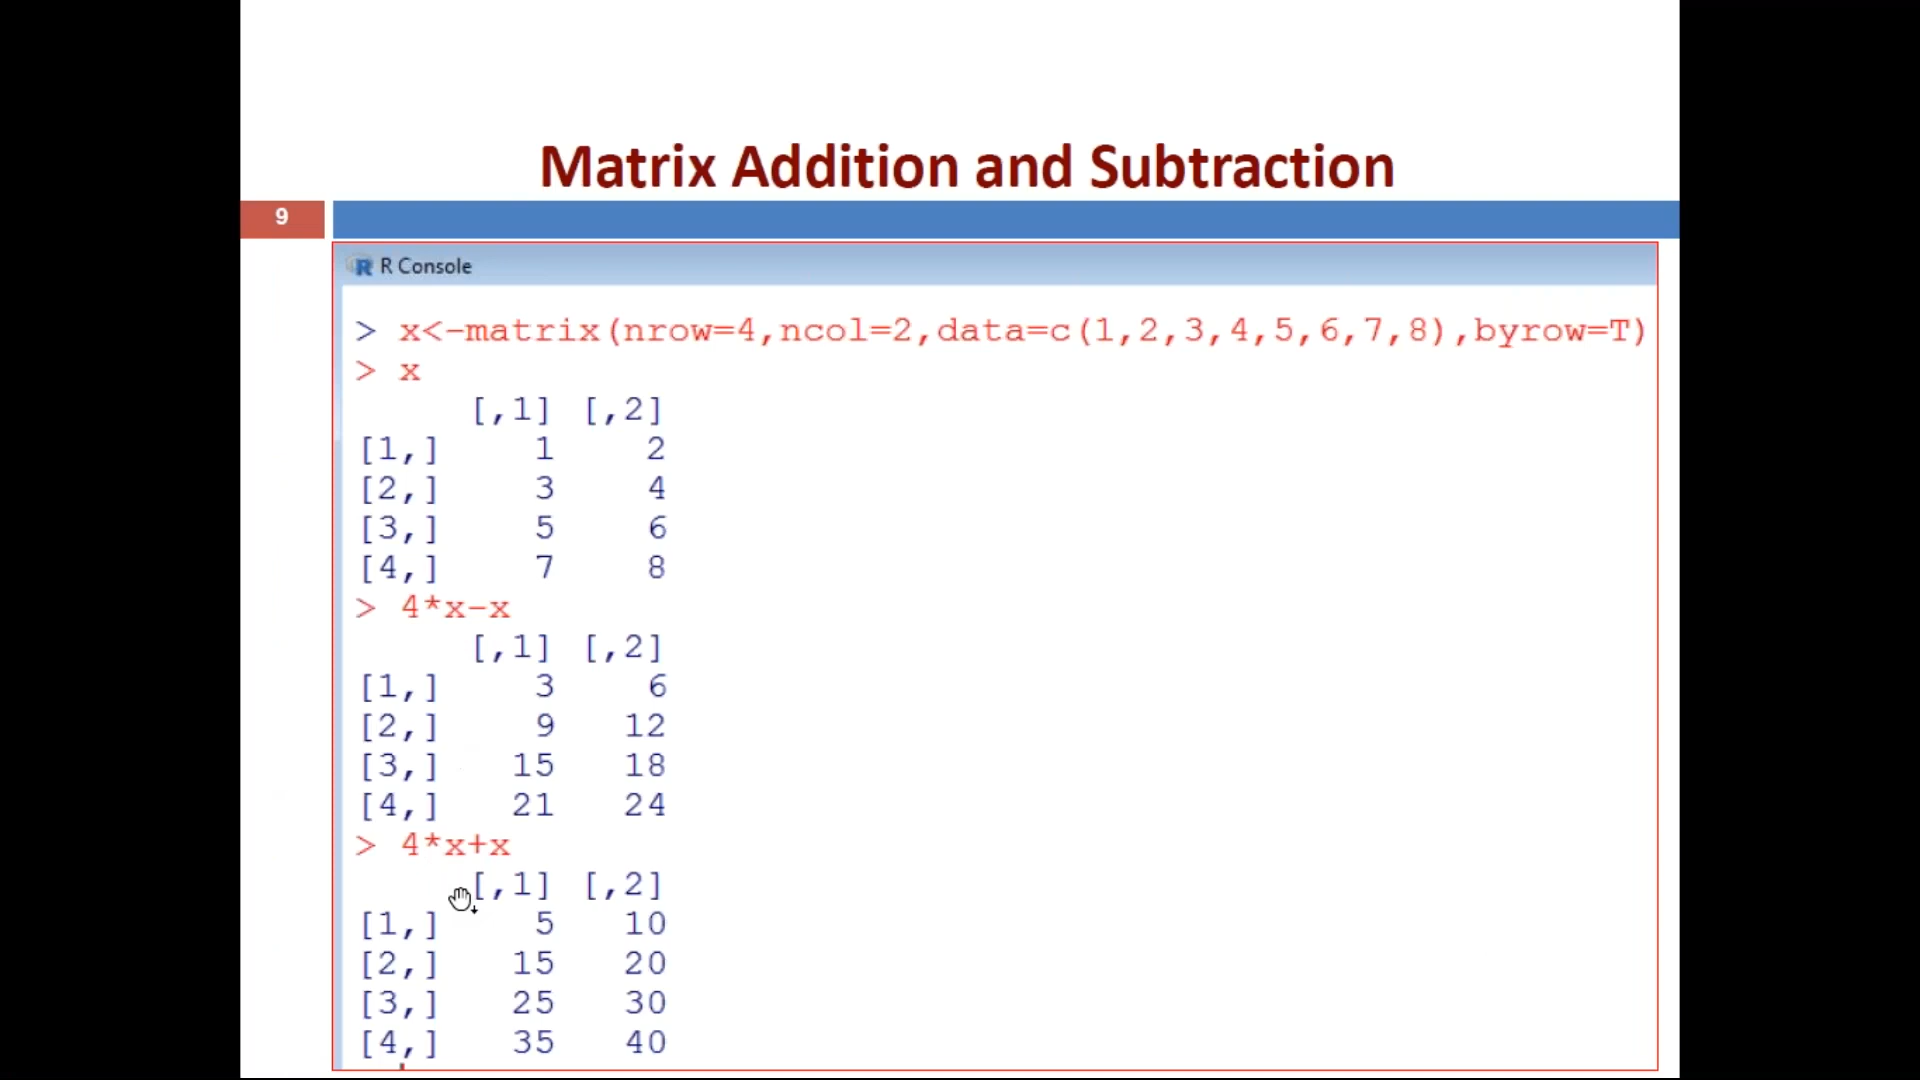 Matrix Addition and Subtraction
9
R Console
> x<-matrix(nrow=4,ncol=2,data=c(1,2,3,4,5,6,7,8),byrow=T)
> x
[,1] [,2]
[1,] 1 2
[2,] 3 4
[3,] 5 6
[4,] 7 8
> 4*x-x
[,1] [,2]
[1,] 3 6
[2,] 9 12
[3,] 15 18
[4,] 21 24
> 4*x+x
[,1] [,2]
[1,] 5 10
[2,] 15 20
[3,] 25 30
[4,] 35 40